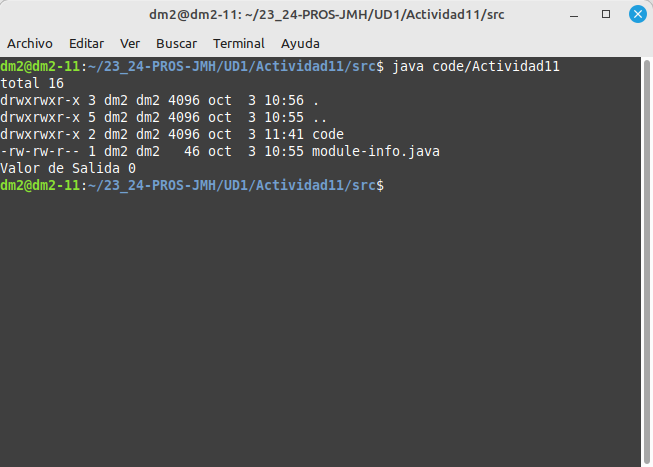 dm2@dm2-11: ~/23_24-PROS-JMH/UD1/Actividad11/src
Archivo Editar Ver Buscar Terminal Ayuda
dm2@dm2-11:~/23_24-PROS-JMH/UD1/Actividad11/src$ java code/Actividad11
total 16
drwxrwxr-x 3 dm2 dm2 4096 oct  3 10:56 .
drwxrwxr-x 5 dm2 dm2 4096 oct  3 10:55 ..
drwxrwxr-x 2 dm2 dm2 4096 oct  3 11:41 code
-rw-rw-r-- 1 dm2 dm2   46 oct  3 10:55 module-info.java
Valor de Salida 0
dm2@dm2-11:~/23_24-PROS-JMH/UD1/Actividad11/src$